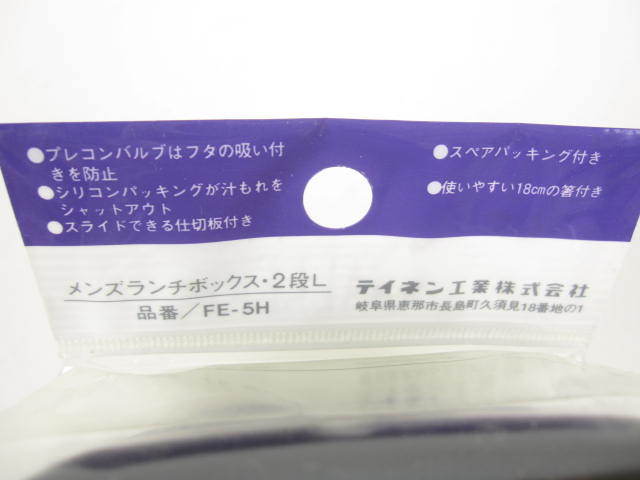 ●プレコンバルブはフタの吸い付
きを防止
●シリコンパッキングが汁もれを
シャットアウト
●スライドできる仕切板付き
●スペアパッキング付き
●使いやすい18cmの箸付き
メンズランチボックス・2段L
品番/FE-5H
テイネン工業株式会社
岐阜県恵那市長島町久須見18番地の1